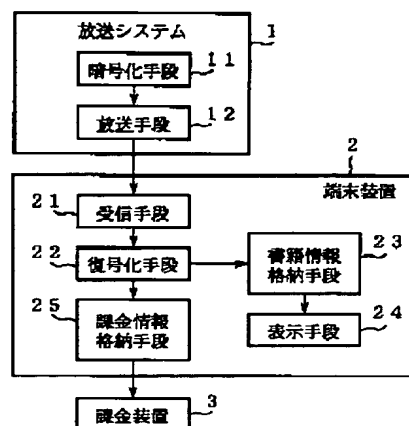 放送システム
1
暗号化手段
11
放送手段
12
2
端末装置
21
受信手段
22
復号化手段
23
書籍情報
格納手段
25
課金情報
格納手段
24
表示手段
3
課金装置